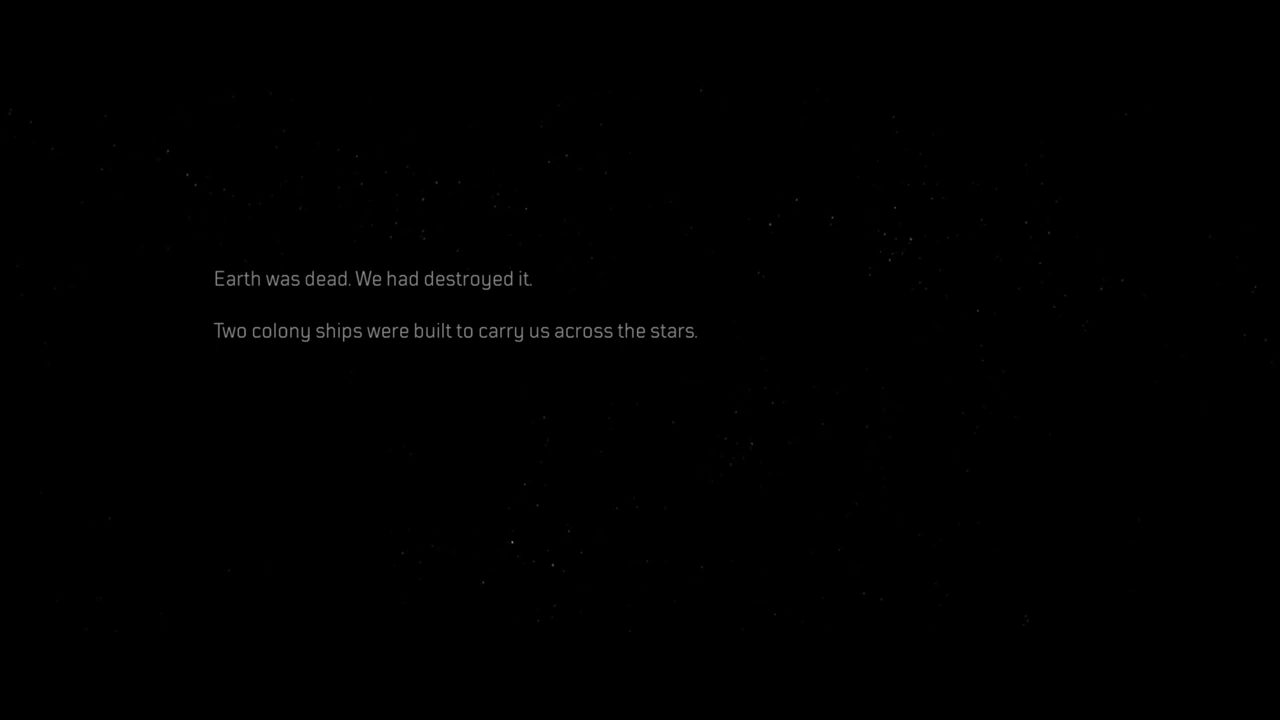 Earth was dead. We had destroyed it.
Two colony ships were built to carry us across the stars.